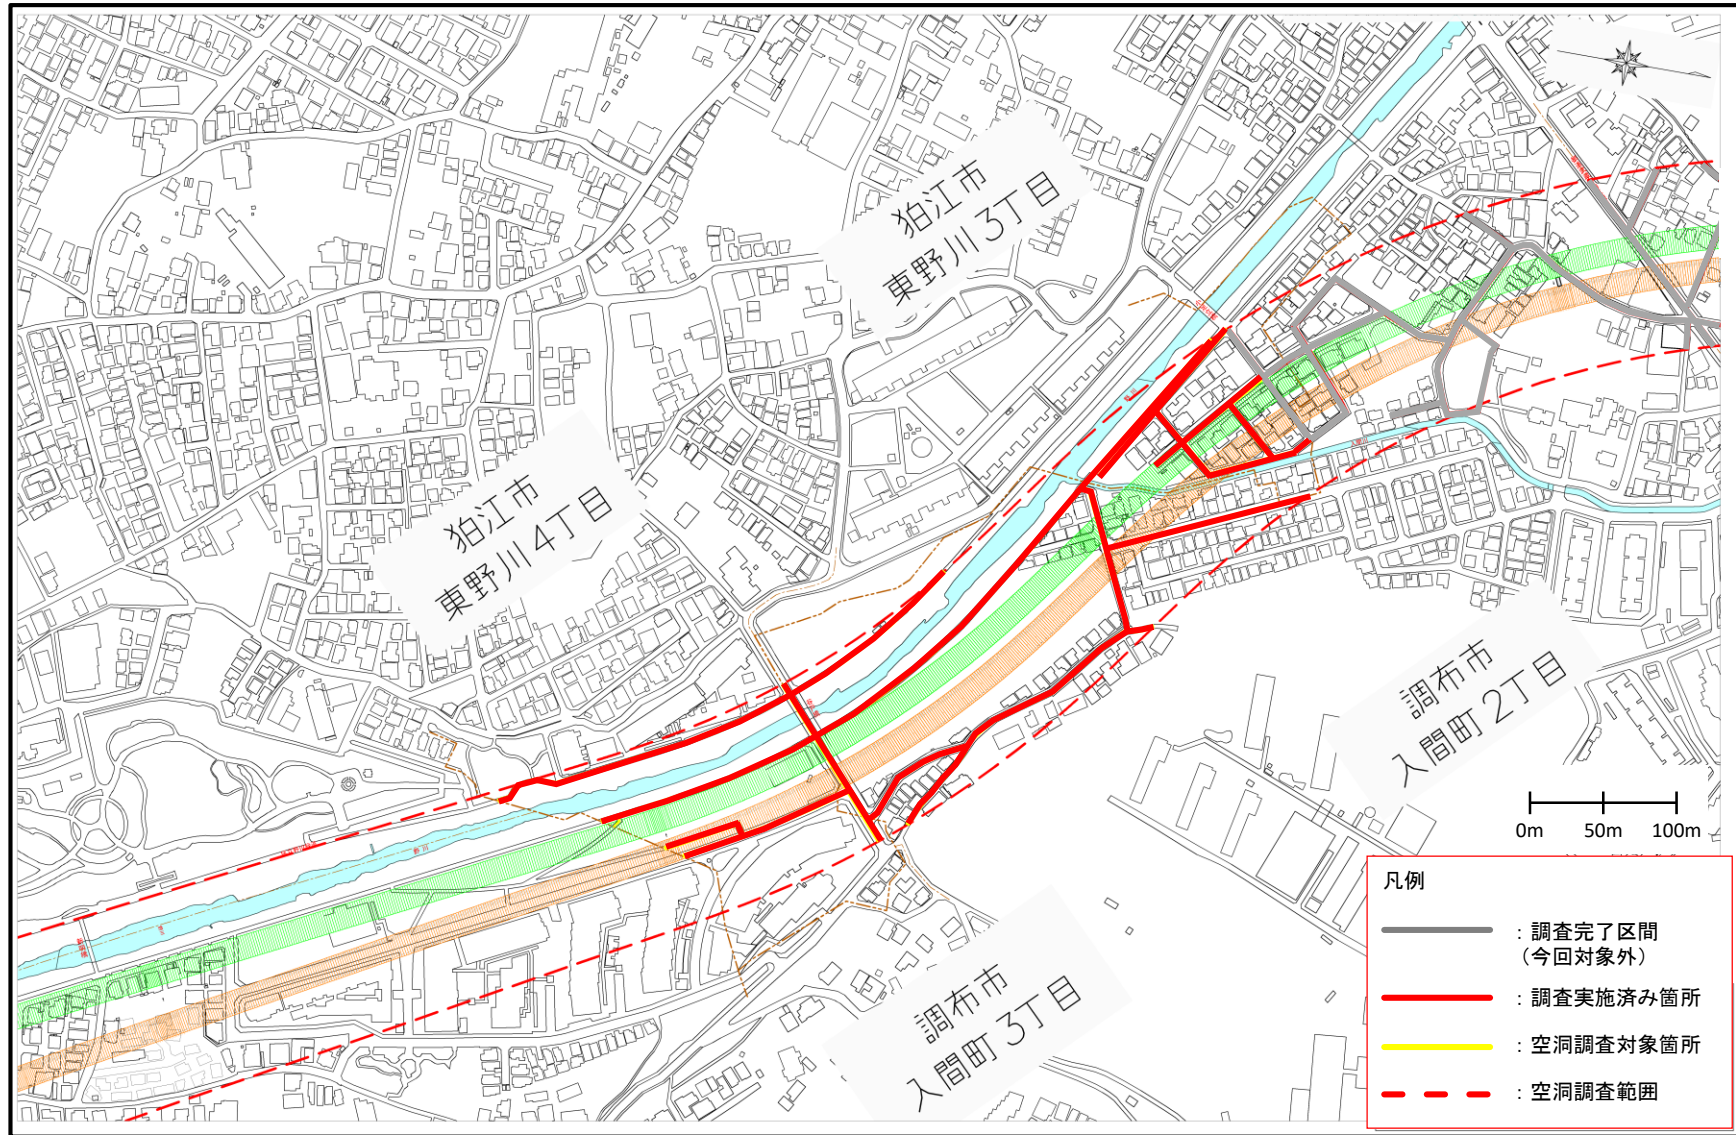 狛江市
東野川3丁目
狛江市
東野川4丁目
調布市
入間町2丁目
調布市
入間町3丁目
0m 50m 100m
凡例
：調査完了区間
（今回対象外）
：調査実施済み箇所
：空洞調査対象箇所
：空洞調査範囲